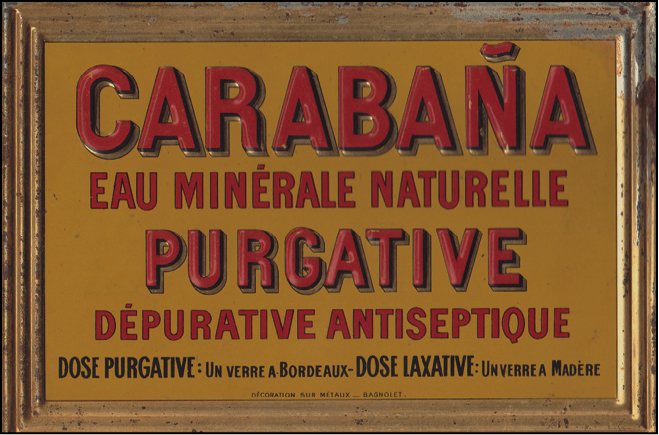 CARABAÑA
EAU MINÉRALE NATURELLE
PURGATIVE
DÉPURATIVE ANTISEPTIQUE
DOSE PURGATIVE: UN VERRE A·BORDEAUX-DOSE LAXATIVE: UN VERRE A MADÈRE
DÉCORATION SUR MÉTAUX _ BAGNOLET.